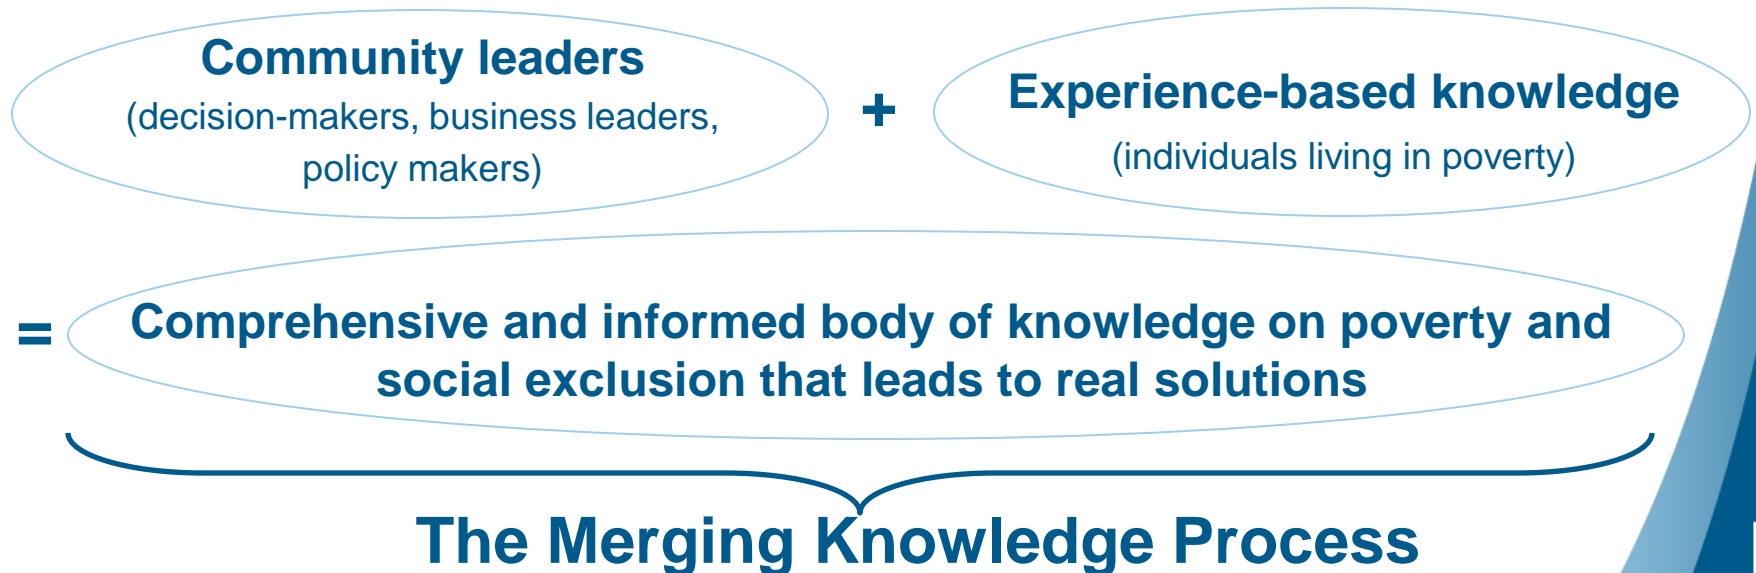 Community leaders
(decision-makers, business leaders,
policy makers)
+
Experience-based knowledge
(individuals living in poverty)
=
Comprehensive and informed body of knowledge on poverty and
social exclusion that leads to real solutions
The Merging Knowledge Process